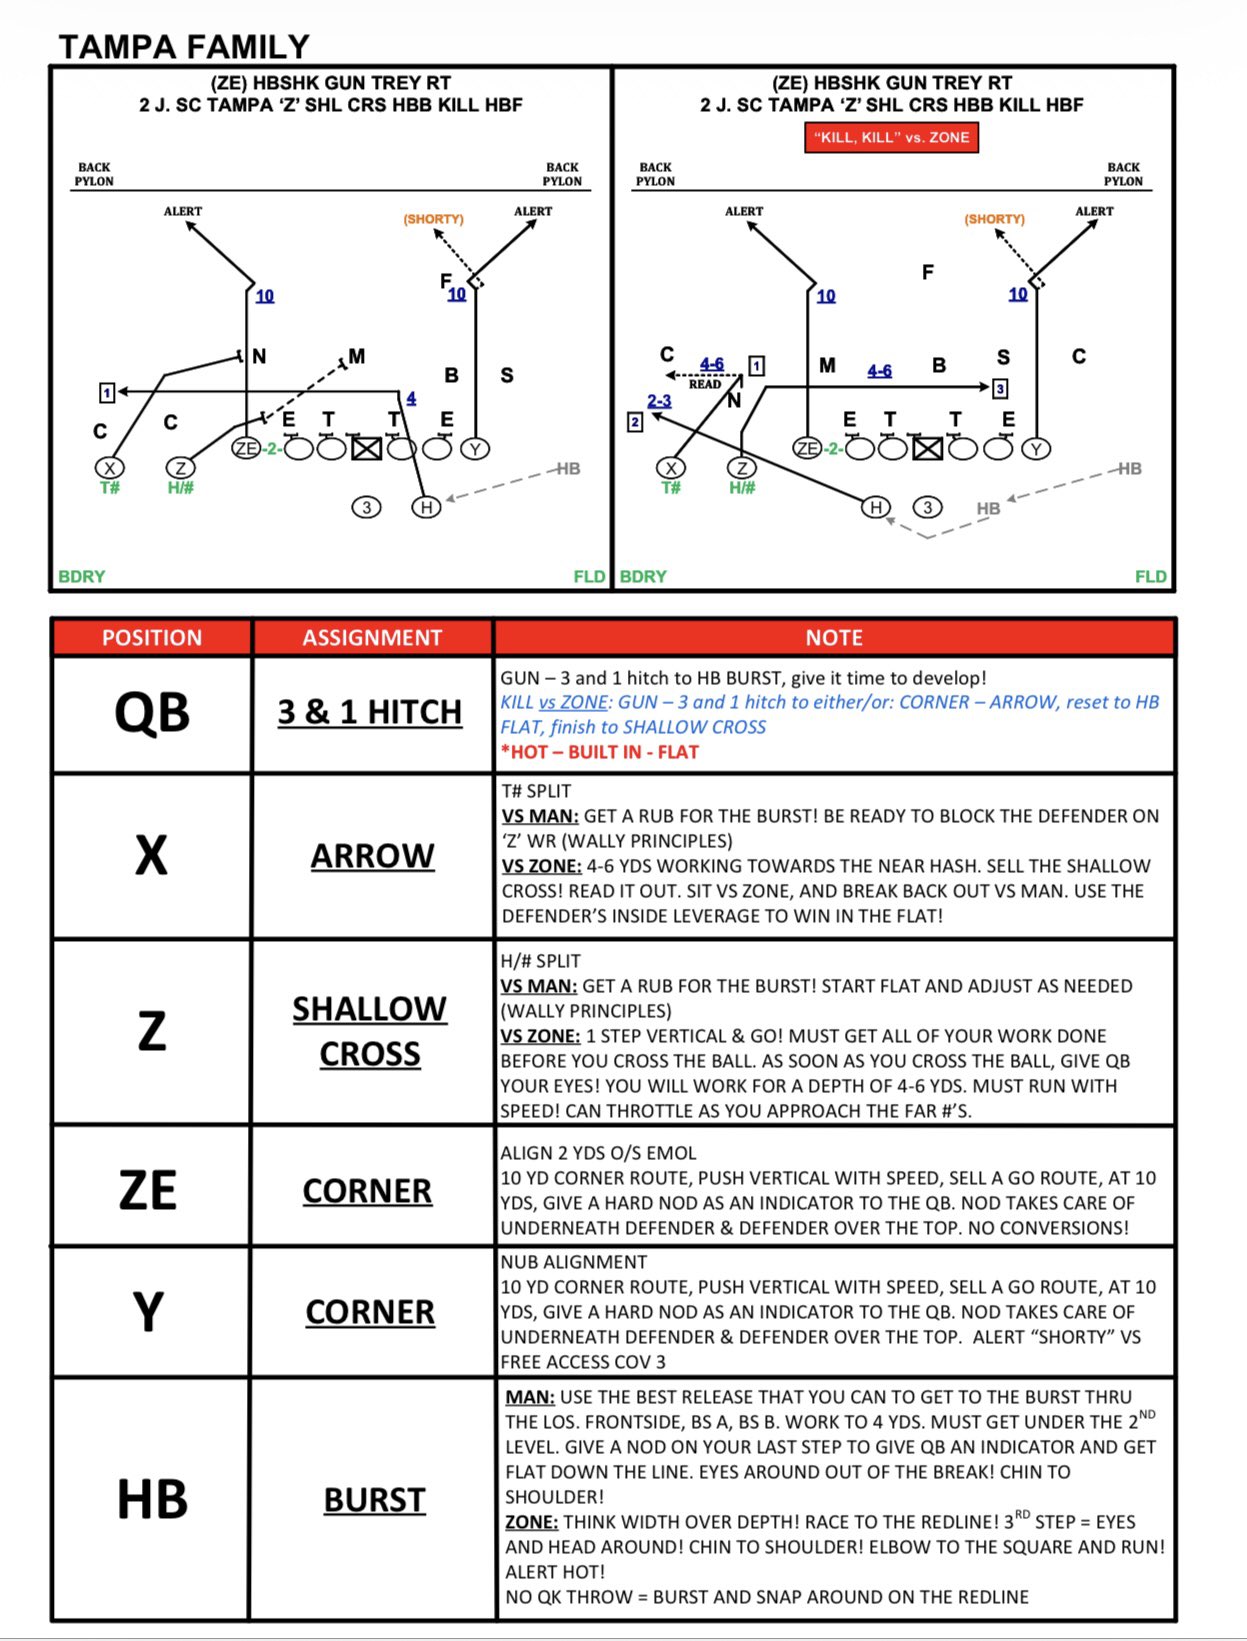 TAMPA FAMILY
(ZE) HBSHK GUN TREY RT
2 J. SC TAMPA ‘Z’ SHL CRS HBB KILL HBF
BACK
PYLON
BACK
PYLON
ALERT
(SHORTY)
ALERT
F
10
10
N
M
B
S
1
4
C
C
E
T
T
E
X
Z
ZE
-2-
Y
T#
H/#
HB
3
H
BDRY
FLD
(ZE) HBSHK GUN TREY RT
2 J. SC TAMPA ‘Z’ SHL CRS HBB KILL HBF
“KILL, KILL” vs. ZONE
BACK
PYLON
BACK
PYLON
ALERT
(SHORTY)
ALERT
F
10
10
C
4-6
1
M
4-6
B
S
C
READ
3
2-3
N
2
E
T
T
E
X
Z
ZE
-2-
Y
T#
H/#
HB
H
3
HB
BDRY
FLD
POSITION
ASSIGNMENT
NOTE
QB
3 & 1 HITCH
GUN – 3 and 1 hitch to HB BURST, give it time to develop!
KILL vs ZONE: GUN – 3 and 1 hitch to either/or: CORNER – ARROW, reset to HB
FLAT, finish to SHALLOW CROSS
*HOT – BUILT IN - FLAT
X
ARROW
T# SPLIT
VS MAN: GET A RUB FOR THE BURST! BE READY TO BLOCK THE DEFENDER ON
‘Z’ WR (WALLY PRINCIPLES)
VS ZONE: 4-6 YDS WORKING TOWARDS THE NEAR HASH. SELL THE SHALLOW
CROSS! READ IT OUT. SIT VS ZONE, AND BREAK BACK OUT VS MAN. USE THE
DEFENDER’S INSIDE LEVERAGE TO WIN IN THE FLAT!
Z
SHALLOW
CROSS
H/# SPLIT
VS MAN: GET A RUB FOR THE BURST! START FLAT AND ADJUST AS NEEDED
(WALLY PRINCIPLES)
VS ZONE: 1 STEP VERTICAL & GO! MUST GET ALL OF YOUR WORK DONE
BEFORE YOU CROSS THE BALL. AS SOON AS YOU CROSS THE BALL, GIVE QB
YOUR EYES! YOU WILL WORK FOR A DEPTH OF 4-6 YDS. MUST RUN WITH
SPEED! CAN THROTTLE AS YOU APPROACH THE FAR #’S.
ZE
CORNER
ALIGN 2 YDS O/S EMOL
10 YD CORNER ROUTE, PUSH VERTICAL WITH SPEED, SELL A GO ROUTE, AT 10
YDS, GIVE A HARD NOD AS AN INDICATOR TO THE QB. NOD TAKES CARE OF
UNDERNEATH DEFENDER & DEFENDER OVER THE TOP. NO CONVERSIONS!
Y
CORNER
NUB ALIGNMENT
10 YD CORNER ROUTE, PUSH VERTICAL WITH SPEED, SELL A GO ROUTE, AT 10
YDS, GIVE A HARD NOD AS AN INDICATOR TO THE QB. NOD TAKES CARE OF
UNDERNEATH DEFENDER & DEFENDER OVER THE TOP. ALERT “SHORTY” VS
FREE ACCESS COV 3
HB
BURST
MAN: USE THE BEST RELEASE THAT YOU CAN TO GET TO THE BURST THRU
THE LOS. FRONTSIDE, BS A, BS B. WORK TO 4 YDS. MUST GET UNDER THE 2ND
LEVEL. GIVE A NOD ON YOUR LAST STEP TO GIVE QB AN INDICATOR AND GET
FLAT DOWN THE LINE. EYES AROUND OUT OF THE BREAK! CHIN TO
SHOULDER!
ZONE: THINK WIDTH OVER DEPTH! RACE TO THE REDLINE! 3RD STEP = EYES
AND HEAD AROUND! CHIN TO SHOULDER! ELBOW TO THE SQUARE AND RUN!
ALERT HOT!
NO QK THROW = BURST AND SNAP AROUND ON THE REDLINE